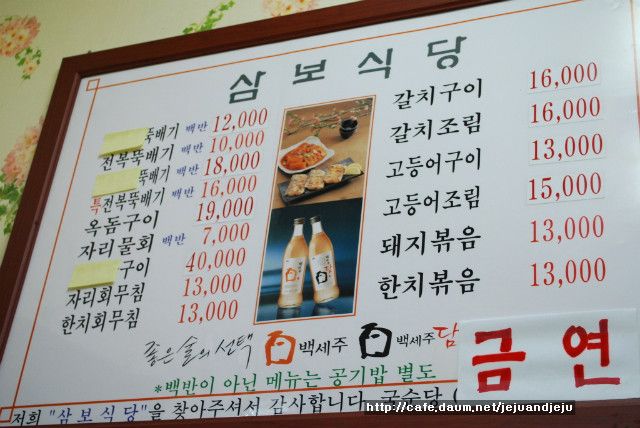 삼보식당
뚝배기 백반 12,000
전복뚝배기 백반 10,000
뚝배기 백반 18,000
특전복뚝배기 백반 16,000
옥돔구이 19,000
자리물회 백반 7,000
구이 40,000
자리회무침 13,000
한치회무침 13,000
갈치구이 16,000
갈치조림 16,000
고등어구이 13,000
고등어조림 15,000
돼지볶음 13,000
한치볶음 13,000
좋은술의 선택 백세주 백세주담
*백반이 아닌 메뉴는 공기밥 별도
저희 "삼보식당"을 찾아주셔서 감사합니다. 국순당 (
금연
http://cafe.daum.net/jejuandjeju